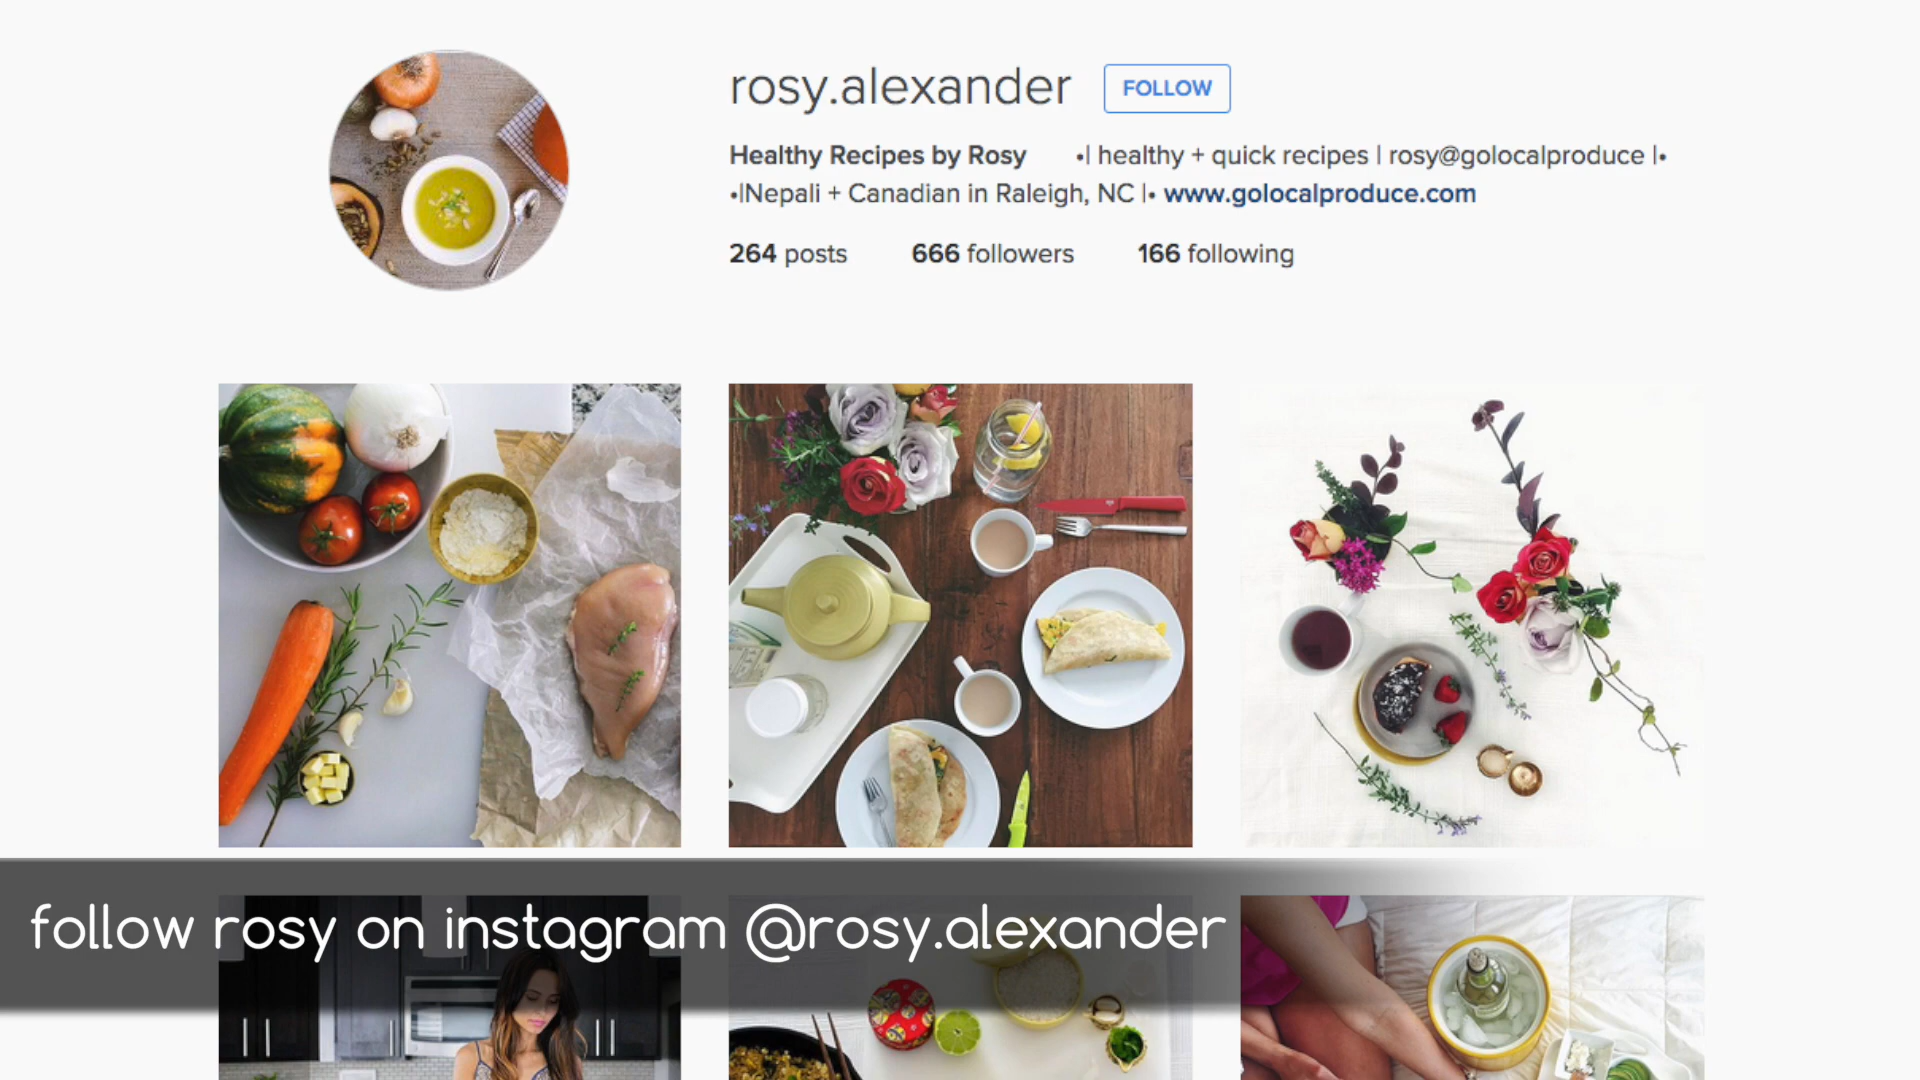 rosy.alexander FOLLOW
Healthy Recipes by Rosy •| healthy + quick recipes | rosy@golocalproduce |•
•|Nepali + Canadian in Raleigh, NC |• www.golocalproduce.com
264 posts 666 followers 166 following
follow rosy on instagram @rosy.alexander